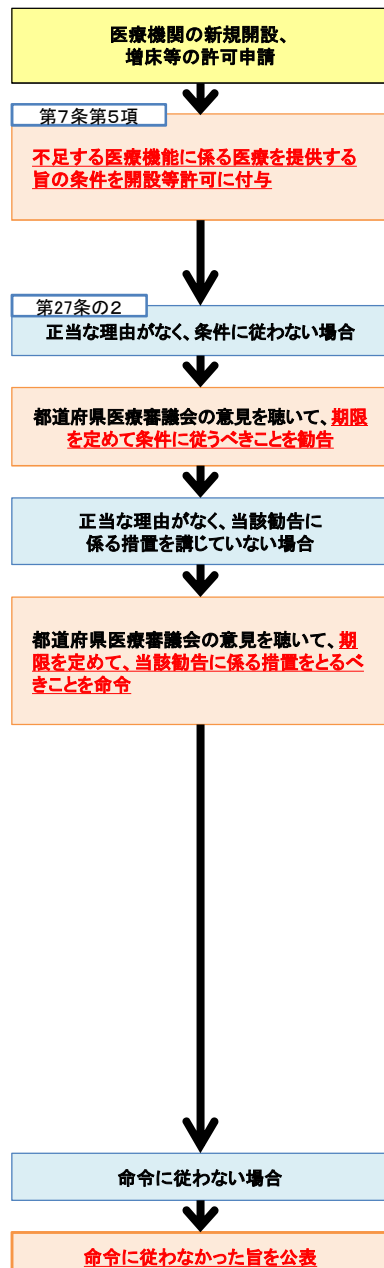 医療機関の新規開設、
増床等の許可申請
第7条第5項
不足する医療機能に係る医療を提供する
旨の条件を開設等許可に付与
第27条の2
正当な理由がなく、条件に従わない場合
都道府県医療審議会の意見を聴いて、期限
を定めて条件に従うべきことを勧告
正当な理由がなく、当該勧告に
係る措置を講じていない場合
都道府県医療審議会の意見を聴いて、期
限を定めて、当該勧告に係る措置をとるべ
きことを命令
命令に従わない場合
命令に従わなかった旨を公表